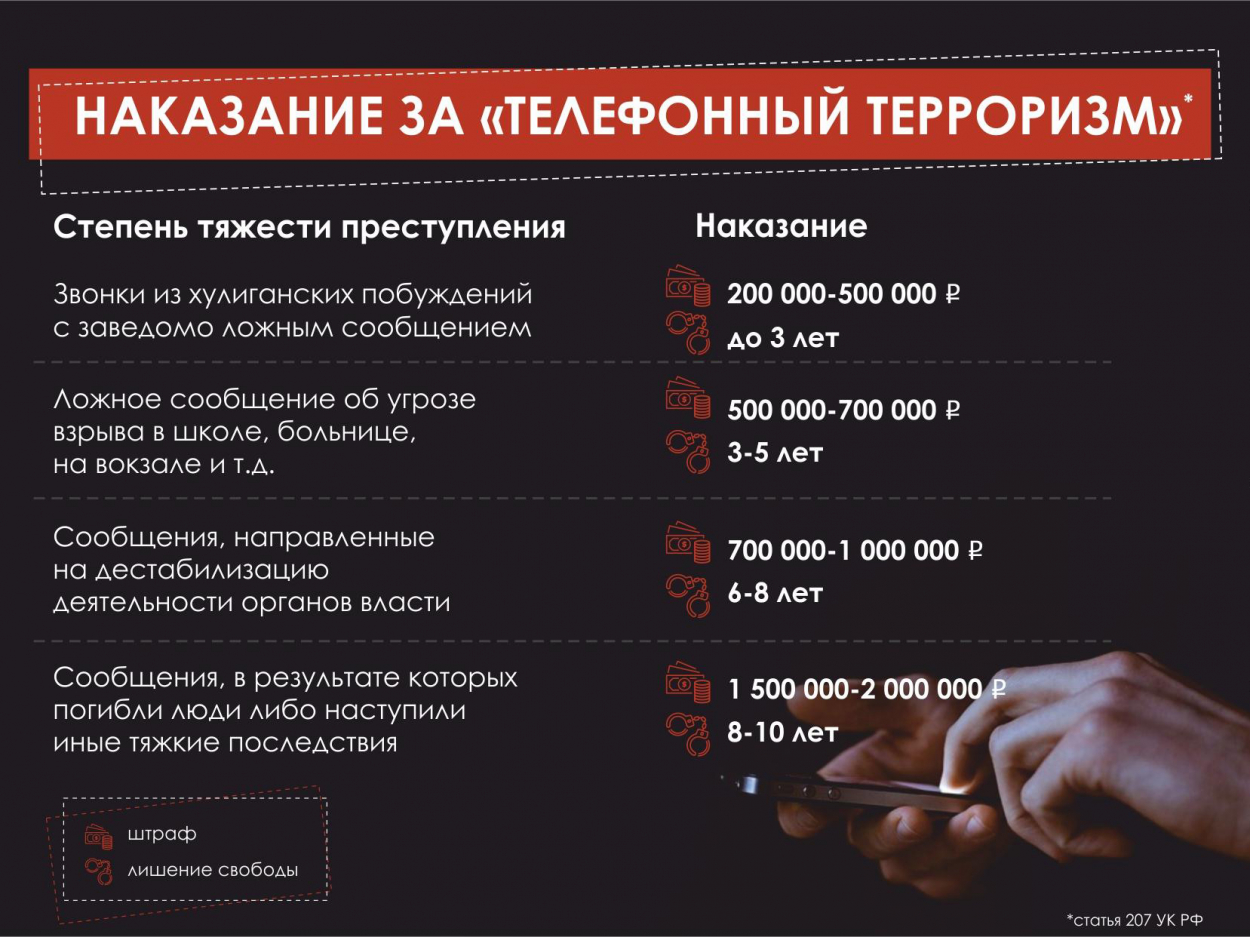 НАКАЗАНИЕ ЗА «ТЕЛЕФОННЫЙ ТЕРРОРИЗМ»*
Степень тяжести преступления
Наказание
Звонки из хулиганских побуждений
с заведомо ложным сообщением
200 000-500 000 ₽
до 3 лет
Ложное сообщение об угрозе
взрыва в школе, больнице,
на вокзале и т.д.
500 000-700 000 ₽
3-5 лет
Сообщения, направленные
на дестабилизацию
деятельности органов власти
700 000-1 000 000 ₽
6-8 лет
Сообщения, в результате которых
погибли люди либо наступили
иные тяжкие последствия
1 500 000-2 000 000 ₽
8-10 лет
штраф
лишение свободы
*статья 207 УК РФ